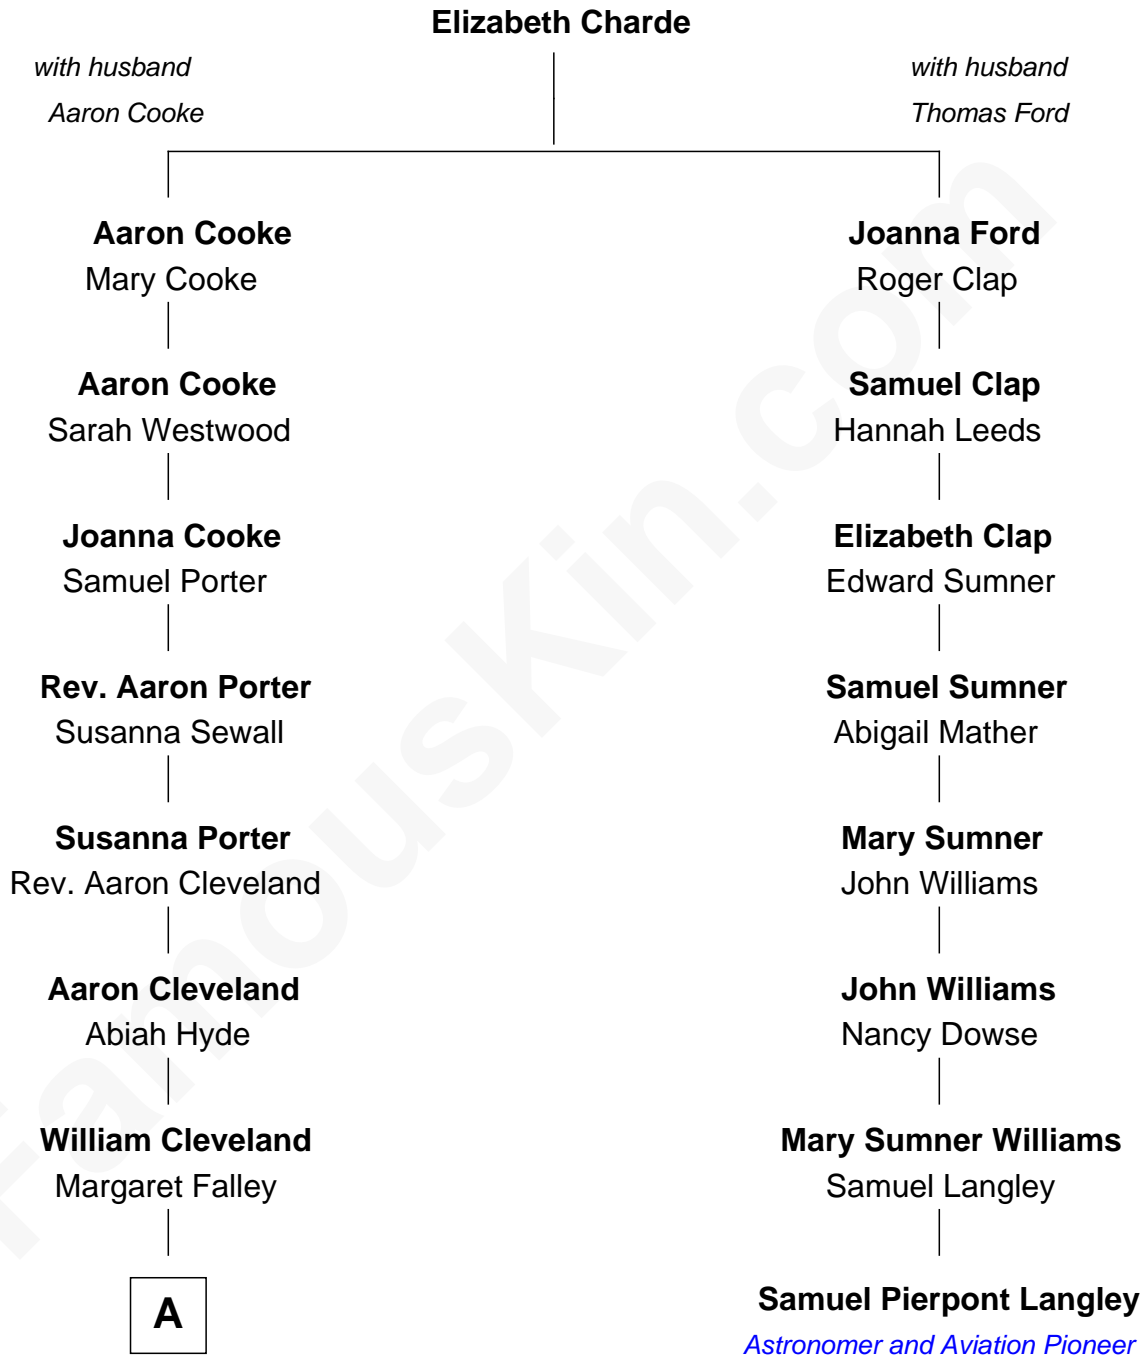 Elizabeth Charde
with husband
Aaron Cooke
with husband
Thomas Ford
Aaron Cooke
Mary Cooke
Joanna Ford
Roger Clap
Aaron Cooke
Sarah Westwood
Samuel Clap
Hannah Leeds
Joanna Cooke
Samuel Porter
Elizabeth Clap
Edward Sumner
Rev. Aaron Porter
Susanna Sewall
Samuel Sumner
Abigail Mather
Susanna Porter
Rev. Aaron Cleveland
Mary Sumner
John Williams
Aaron Cleveland
Abiah Hyde
John Williams
Nancy Dowse
William Cleveland
Margaret Falley
Mary Sumner Williams
Samuel Langley
A
Samuel Pierpont Langley
Astronomer and Aviation Pioneer
FamousKin.com